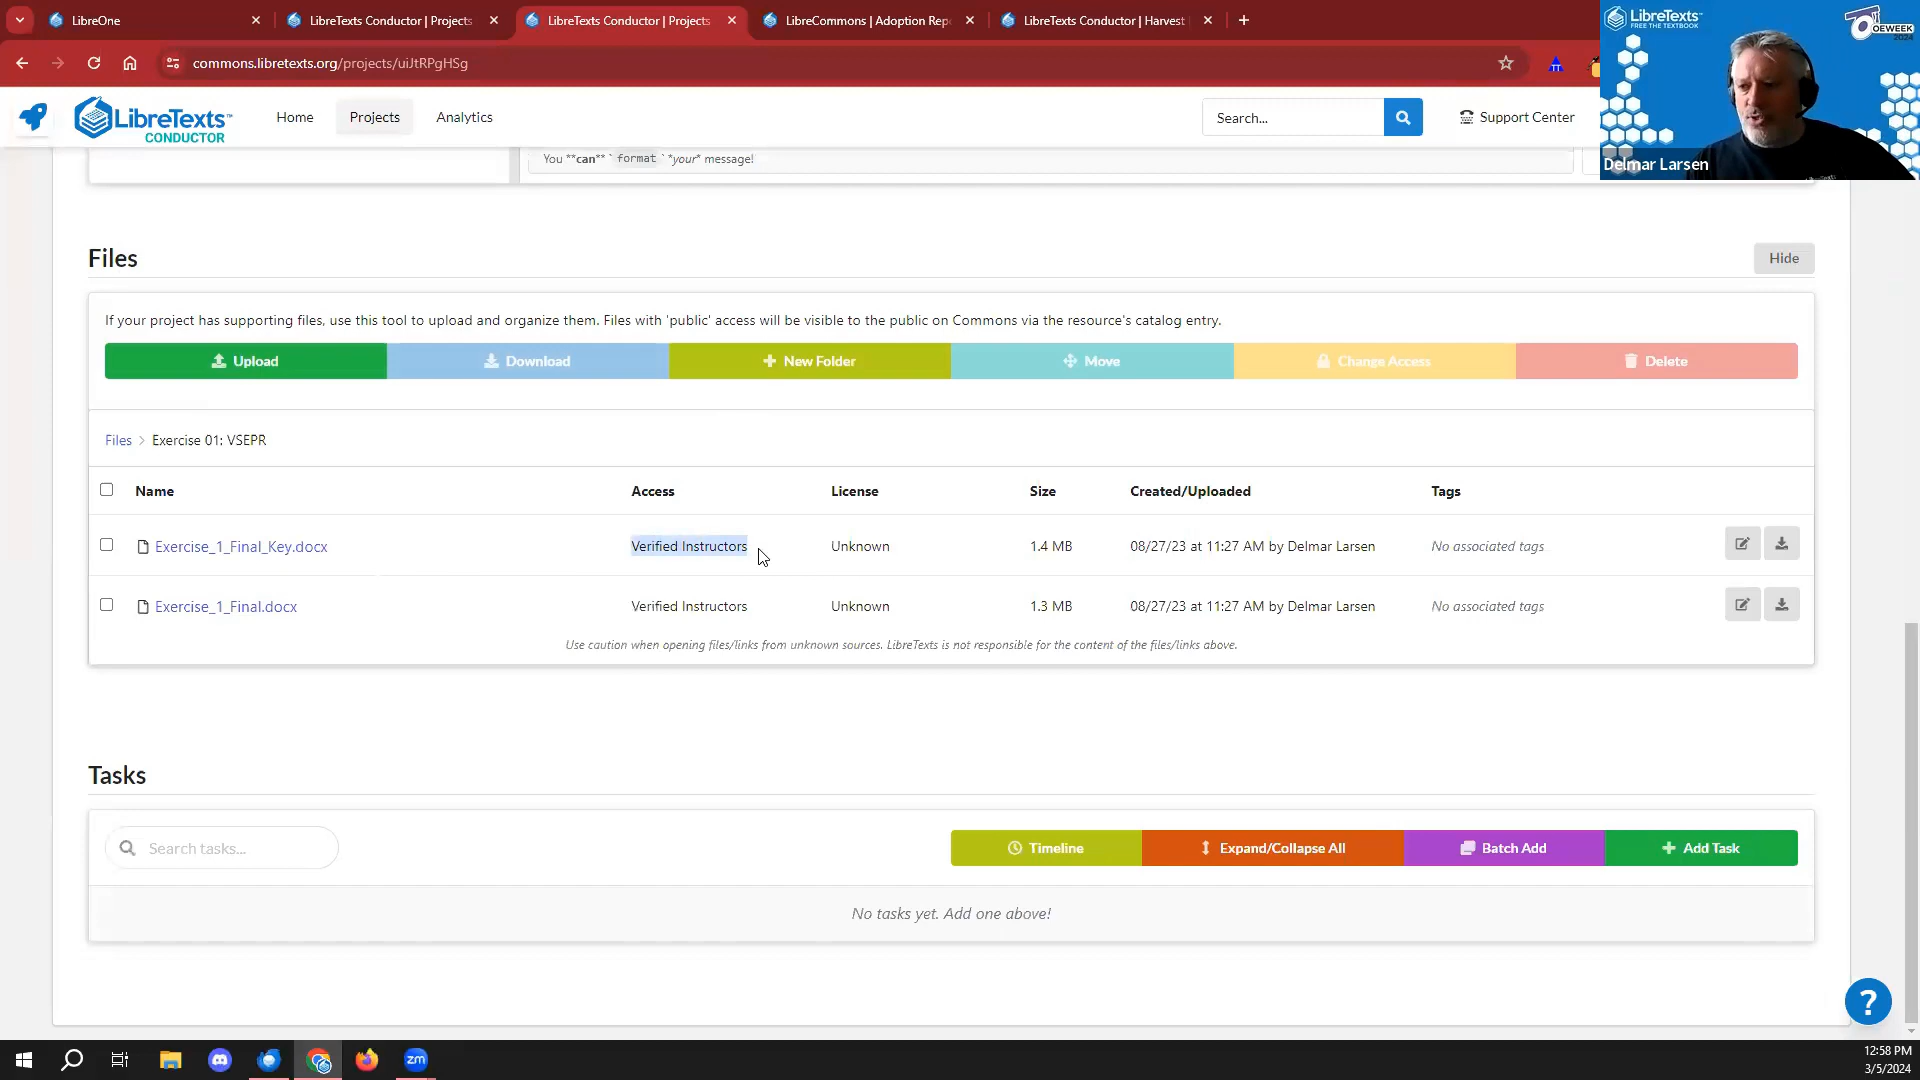 LibreOne
LibreTexts Conductor | Projects
LibreTexts Conductor | Projects
LibreCommons | Adoption Repo
LibreTexts Conductor | Harvest
commons.libretexts.org/projects/uiJtRPgHSg
LibreTexts
FREE THE TEXTBOOK
OEWEEK
2024
Delmar Larsen
LibreTexts™
CONDUCTOR
Home
Projects
Analytics
Search...
Support Center
You **can** `format` *your* message!
Files
Hide
If your project has supporting files, use this tool to upload and organize them. Files with 'public' access will be visible to the public on Commons via the resource's catalog entry.
Upload
Download
New Folder
Move
Change Access
Delete
Files > Exercise 01: VSEPR
Name Access License Size Created/Uploaded Tags
Exercise_1_Final_Key.docx Verified Instructors Unknown 1.4 MB 08/27/23 at 11:27 AM by Delmar Larsen No associated tags
Exercise_1_Final.docx Verified Instructors Unknown 1.3 MB 08/27/23 at 11:27 AM by Delmar Larsen No associated tags
Use caution when opening files/links from unknown sources. LibreTexts is not responsible for the content of the files/links above.
Tasks
Search tasks...
Timeline
Expand/Collapse All
Batch Add
Add Task
No tasks yet. Add one above!
?
zm
12:58 PM
3/5/2024